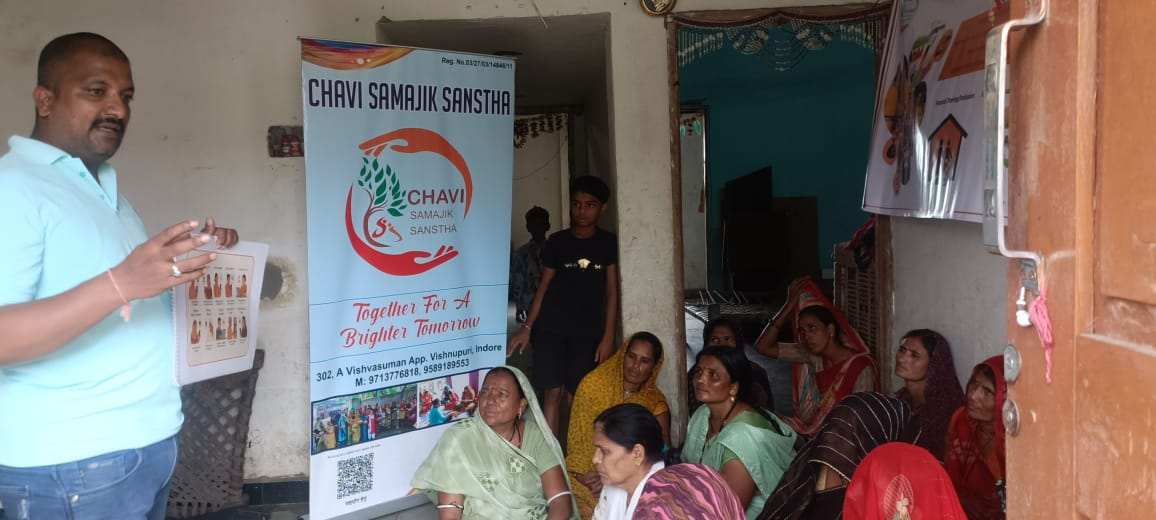 Reg. No.03/27/03/14846/11
CHAVI SAMAJIK SANSTHA
CHAVI
SAMAJIK
SANSTHA
Together For A
Brighter Tomorrow
302, A Vishvasuman App. Vishnupuri, Indore
M: 9713776818, 9589189553
सहयोग हेतु